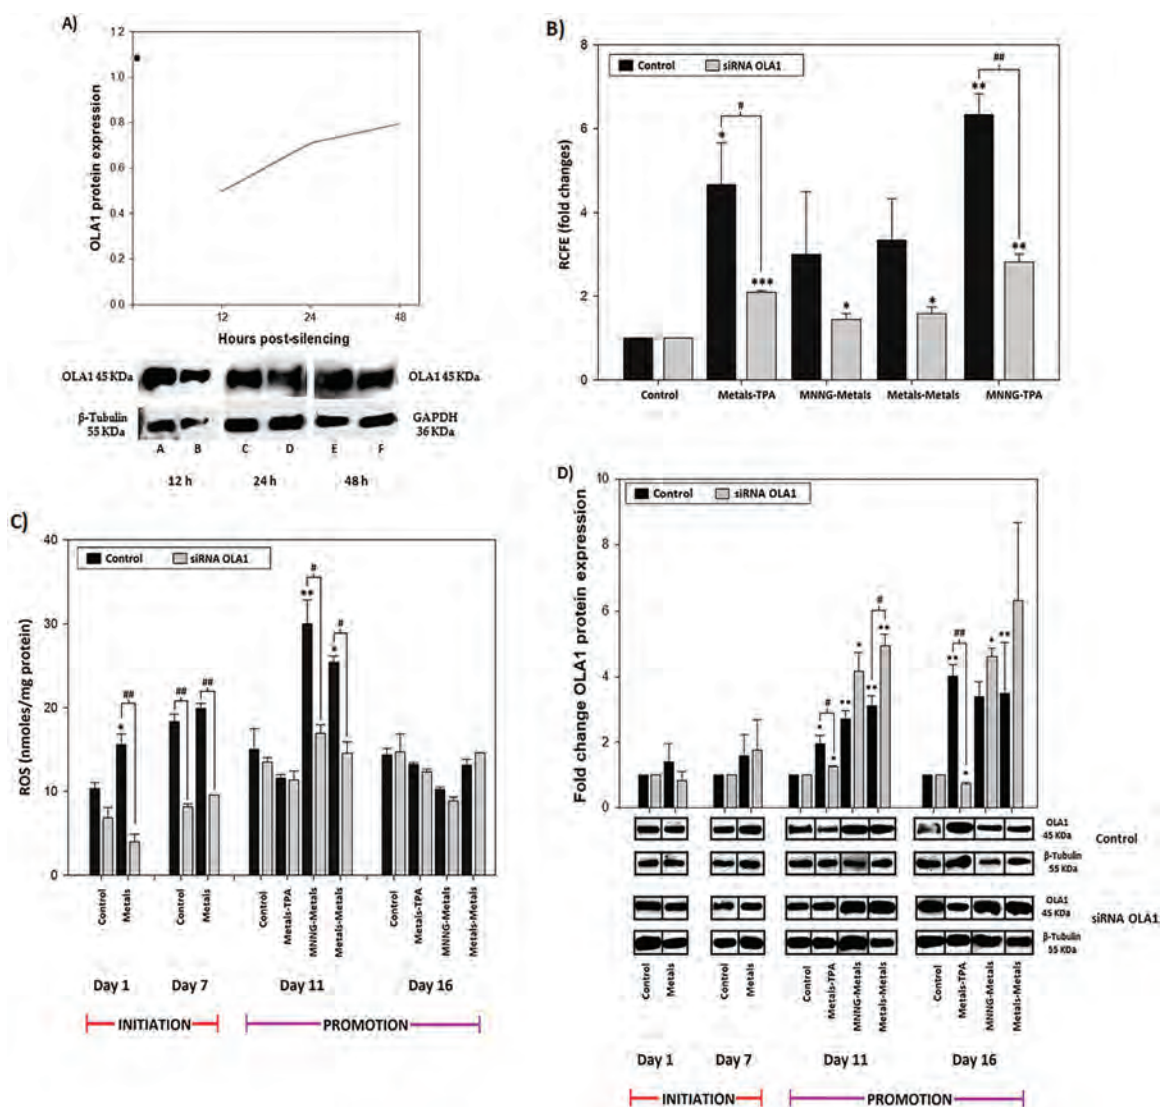 A)
1.2
1.0
0.8
0.6
0.4
0.2
0.0
OLA1 protein expression
12
24
48
Hours post-silencing
OLA1 45 KDa
OLA1 45 KDa
β-Tubulin
55 KDa
GAPDH
36 KDa
A B C D E F
12 h 24 h 48 h
B)
8
6
4
2
0
RCFE (fold changes)
Control
siRNA OLA1
*
#
***
*
*
**
##
**
Control
Metals-TPA
MNNG-Metals
Metals-Metals
MNNG-TPA
C)
40
30
20
10
0
ROS (nmoles/mg protein)
Control
siRNA OLA1
*
##
##
##
**
#
*
#
Control
Metals
Control
Metals
Control
Metals-TPA
MNNG-Metals
Metals-Metals
Control
Metals-TPA
MNNG-Metals
Metals-Metals
Day 1 Day 7 Day 11 Day 16
INITIATION PROMOTION
D)
10
8
6
4
2
0
Fold change OLA1 protein expression
Control
siRNA OLA1
*
#
*
**
*
**
#
**
**
##
*
*
**
OLA1
45 KDa
Control
β-Tubulin
55 KDa
OLA1
45 KDa
siRNA OLA1
β-Tubulin
55 KDa
Control
Metals
Control
Metals
Control
Metals-TPA
MNNG-Metals
Metals-Metals
Control
Metals-TPA
MNNG-Metals
Metals-Metals
Day 1 Day 7 Day 11 Day 16
INITIATION PROMOTION